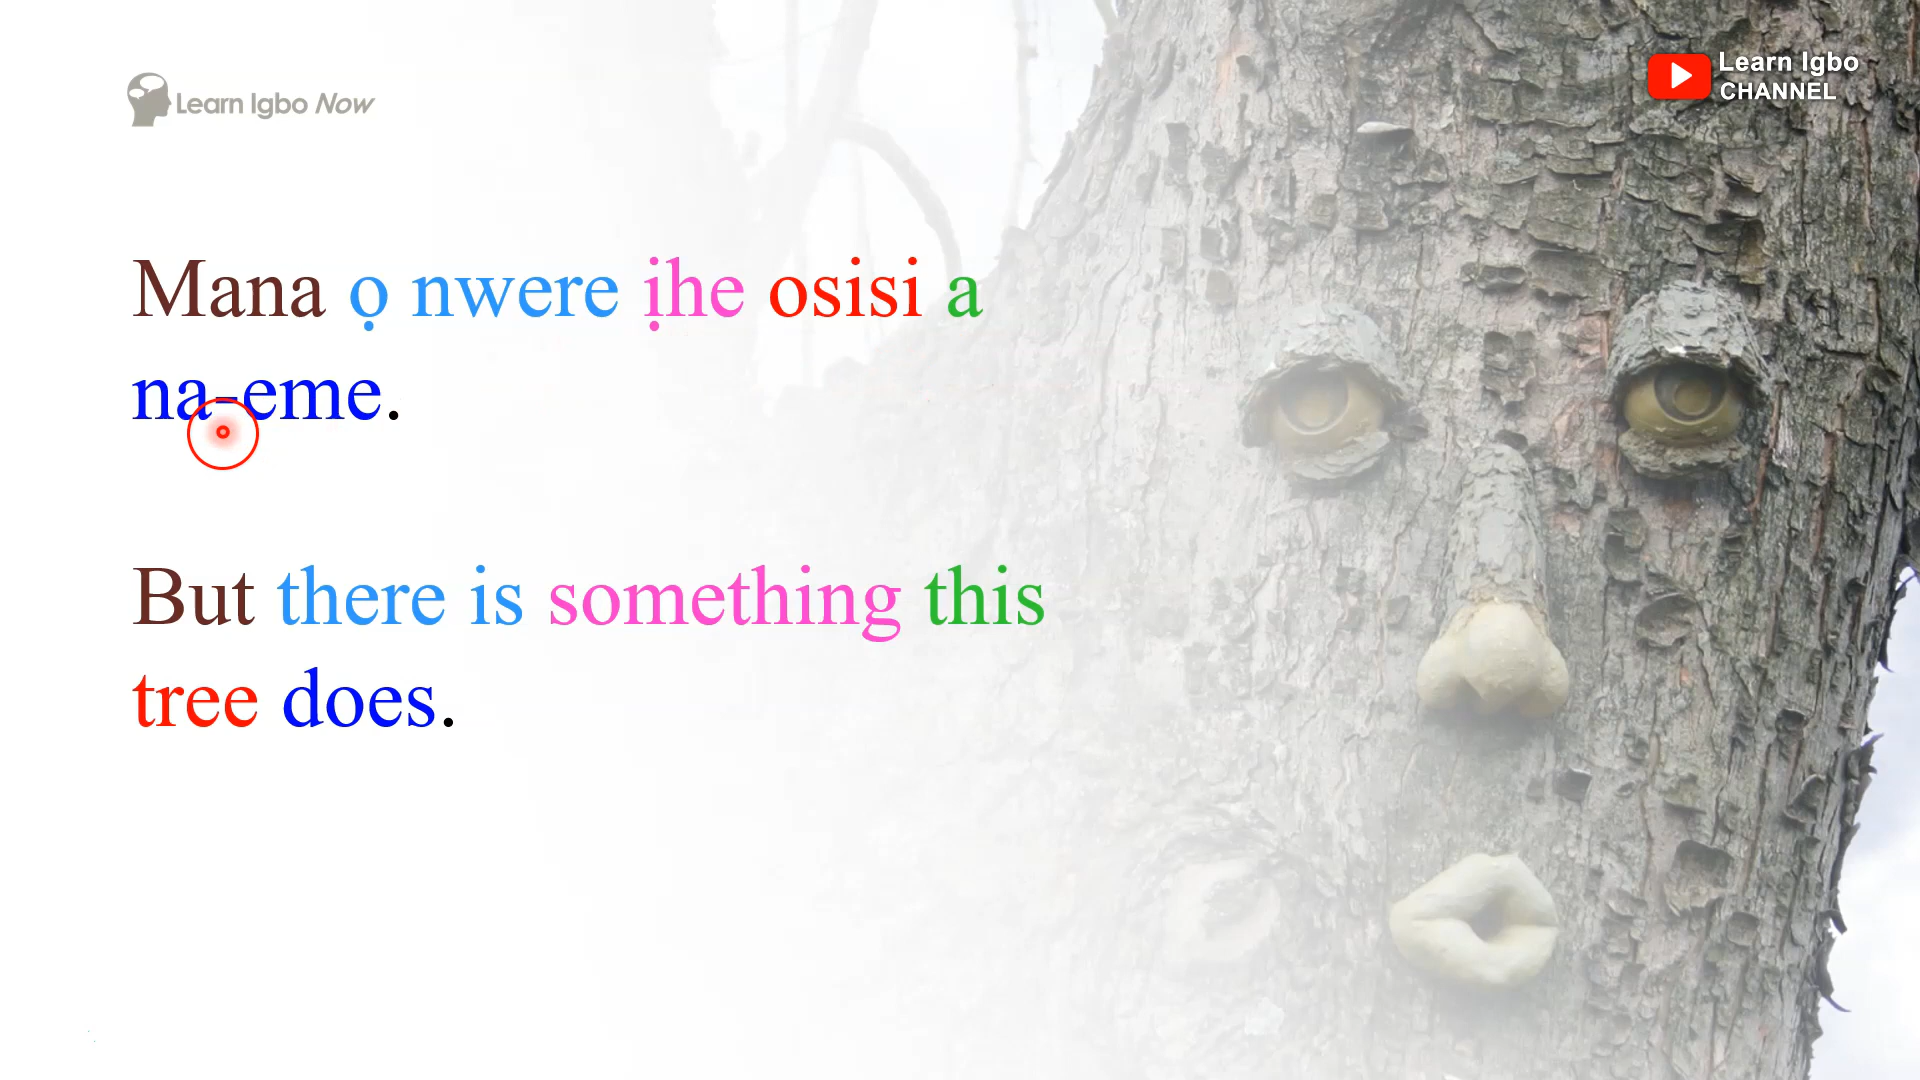 Learn Igbo Now
Learn Igbo
CHANNEL
Mana ọ nwere ịhe osisi a
na-eme.
But there is something this
tree does.